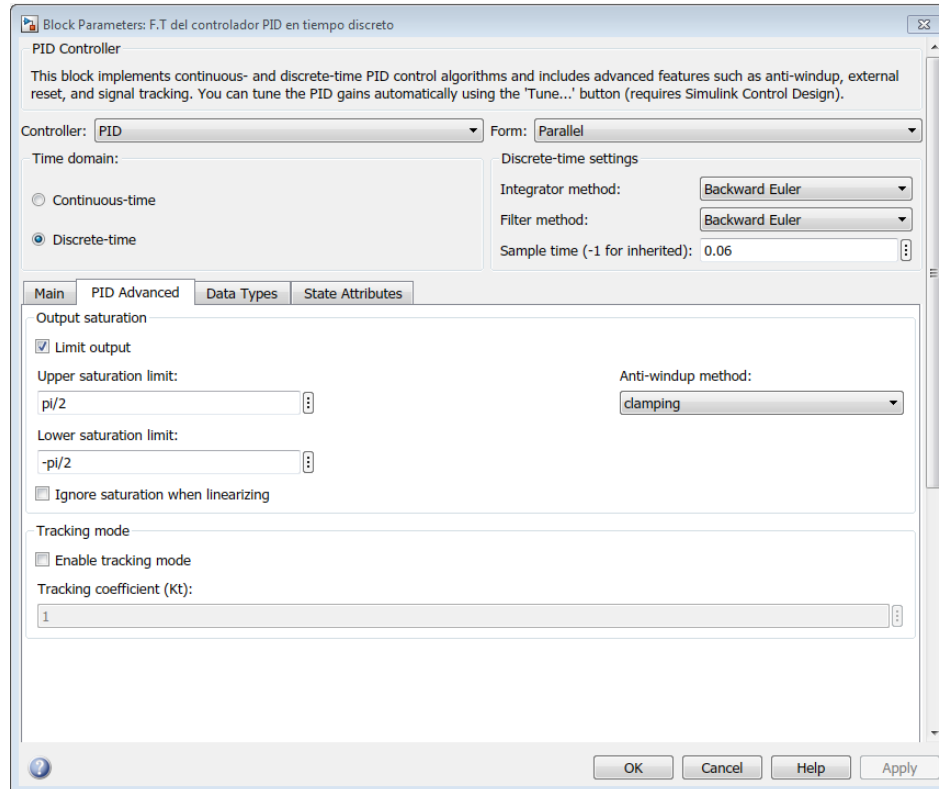 Block Parameters: F.T del controlador PID en tiempo discreto
PID Controller
This block implements continuous- and discrete-time PID control algorithms and includes advanced features such as anti-windup, external
reset, and signal tracking. You can tune the PID gains automatically using the 'Tune...' button (requires Simulink Control Design).
Controller: PID Form: Parallel
Time domain:
Continuous-time
Discrete-time
Discrete-time settings
Integrator method: Backward Euler
Filter method: Backward Euler
Sample time (-1 for inherited): 0.06
Main PID Advanced Data Types State Attributes
Output saturation
Limit output
Upper saturation limit: Anti-windup method:
pi/2 clamping
Lower saturation limit:
-pi/2
Ignore saturation when linearizing
Tracking mode
Enable tracking mode
Tracking coefficient (Kt):
1
OK Cancel Help Apply